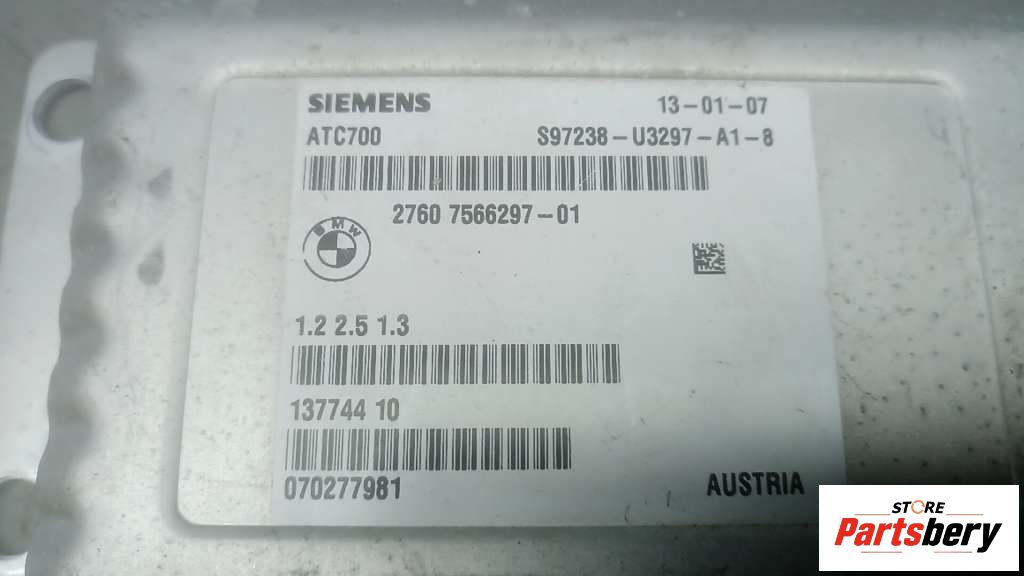 SIEMENS 13-01-07
ATC700 S97238-U3297-A1-8
2760 7566297-01
BMW
1.2 2.5 1.3
137744 10
070277981
AUSTRIA
STORE
Partsbery